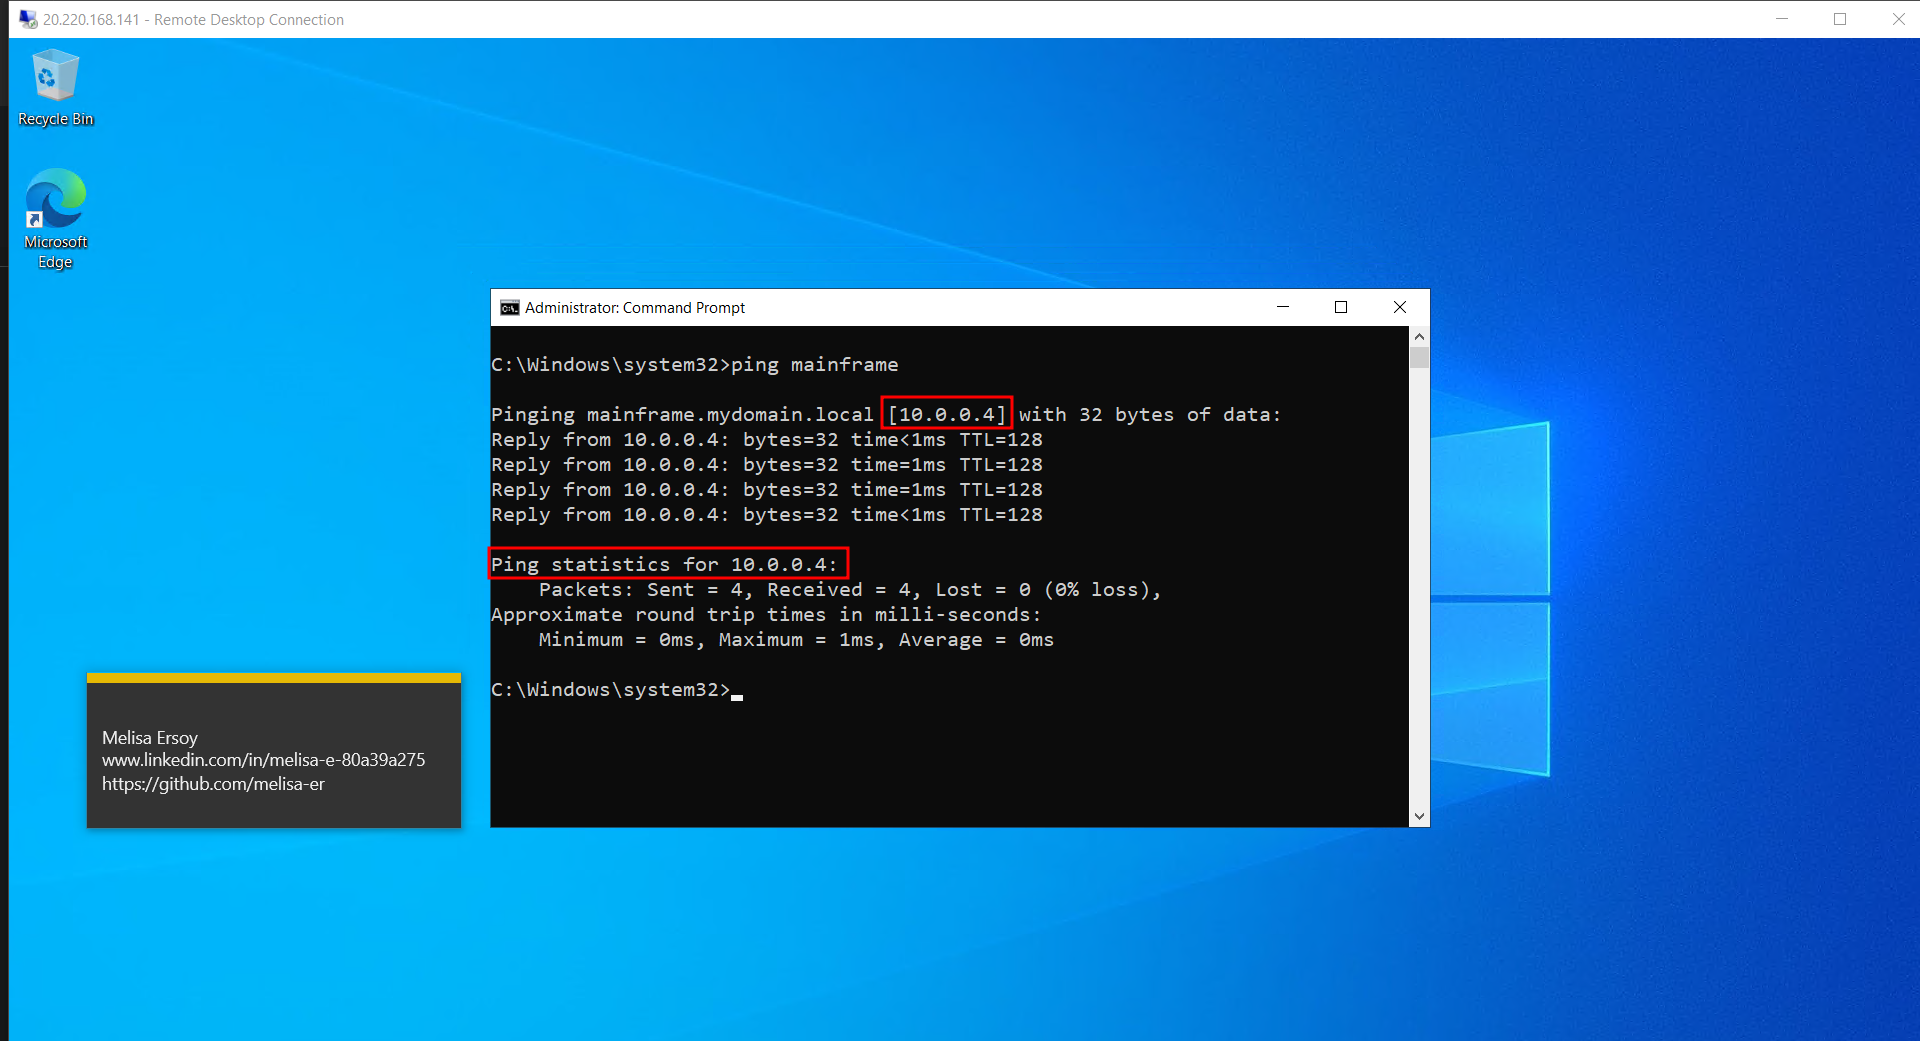 20.220.168.141 - Remote Desktop Connection
Recycle Bin
Microsoft
Edge
Administrator: Command Prompt
C:\Windows\system32>ping mainframe
Pinging mainframe.mydomain.local [10.0.0.4] with 32 bytes of data:
Reply from 10.0.0.4: bytes=32 time<1ms TTL=128
Reply from 10.0.0.4: bytes=32 time=1ms TTL=128
Reply from 10.0.0.4: bytes=32 time=1ms TTL=128
Reply from 10.0.0.4: bytes=32 time<1ms TTL=128
Ping statistics for 10.0.0.4:
Packets: Sent = 4, Received = 4, Lost = 0 (0% loss),
Approximate round trip times in milli-seconds:
Minimum = 0ms, Maximum = 1ms, Average = 0ms
C:\Windows\system32>
Melisa Ersoy
www.linkedin.com/in/melisa-e-80a39a275
https://github.com/melisa-er